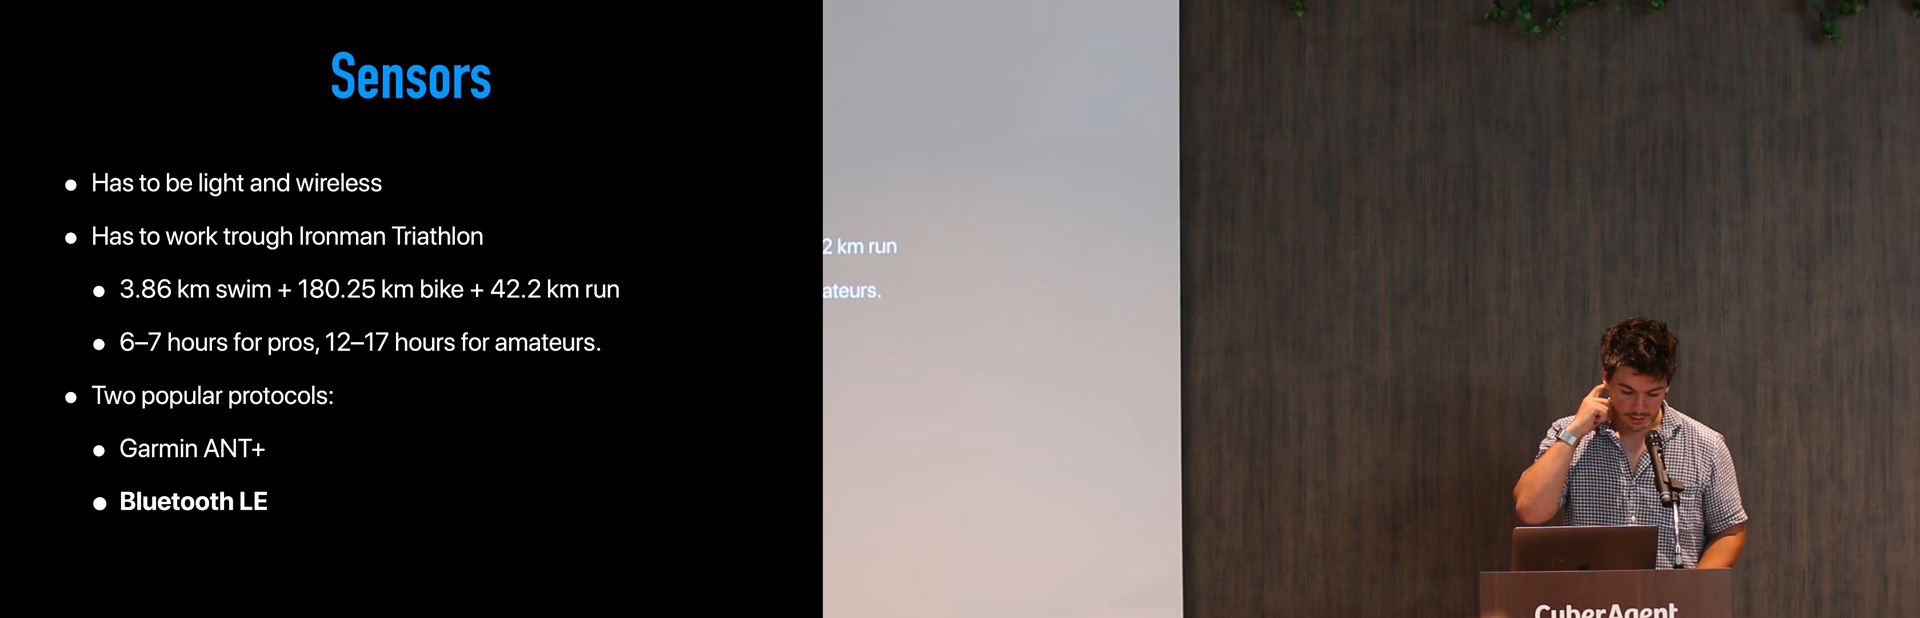 Sensors
Has to be light and wireless
Has to work trough Ironman Triathlon
3.86 km swim + 180.25 km bike + 42.2 km run
6–7 hours for pros, 12–17 hours for amateurs.
Two popular protocols:
Garmin ANT+
Bluetooth LE
2 km run
ateurs.
CyberAgent